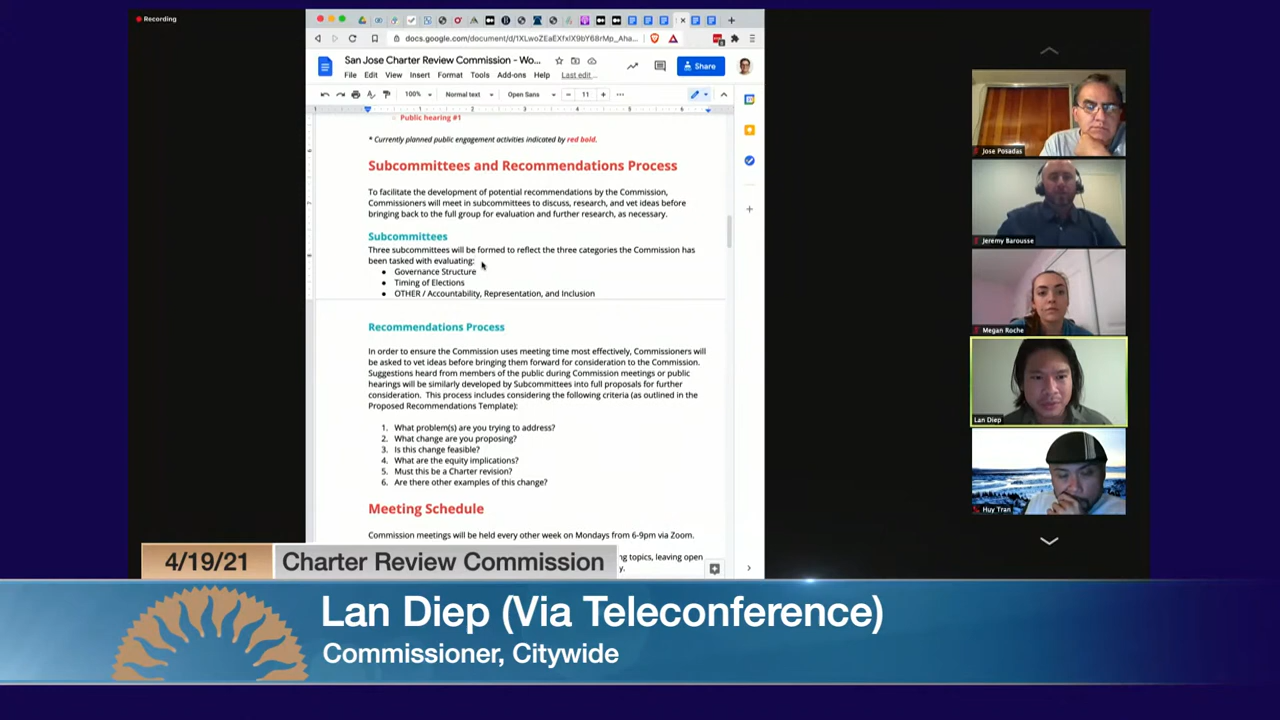 Recording
docs.google.com/document/d/1XLwoZEaEXfxIX9bY68rMp_Aha...
San Jose Charter Review Commission - Wo...
Share
File Edit View Insert Format Tools Add-ons Help Last edit...
100% Normal text Open Sans 11
Public hearing #1
* Currently planned public engagement activities indicated by red bold.
Subcommittees and Recommendations Process
To facilitate the development of potential recommendations by the Commission,
Commissioners will meet in subcommittees to discuss, research, and vet ideas before
bringing back to the full group for evaluation and further research, as necessary.
Subcommittees
Three subcommittees will be formed to reflect the three categories the Commission has
been tasked with evaluating:
● Governance Structure
● Timing of Elections
● OTHER / Accountability, Representation, and Inclusion
Recommendations Process
In order to ensure the Commission uses meeting time most effectively, Commissioners will
be asked to vet ideas before bringing them forward for consideration to the Commission.
Suggestions heard from members of the public during Commission meetings or public
hearings will be similarly developed by Subcommittees into full proposals for further
consideration. This process includes considering the following criteria (as outlined in the
Proposed Recommendations Template):
1. What problem(s) are you trying to address?
2. What change are you proposing?
3. Is this change feasible?
4. What are the equity implications?
5. Must this be a Charter revision?
6. Are there other examples of this change?
Meeting Schedule
Commission meetings will be held every other week on Mondays from 6-9pm via Zoom.
ng topics, leaving open
y.
Jose Posadas
Jeremy Barousse
Megan Roche
Lan Diep
Huy Tran
4/19/21 Charter Review Commission
Lan Diep (Via Teleconference)
Commissioner, Citywide